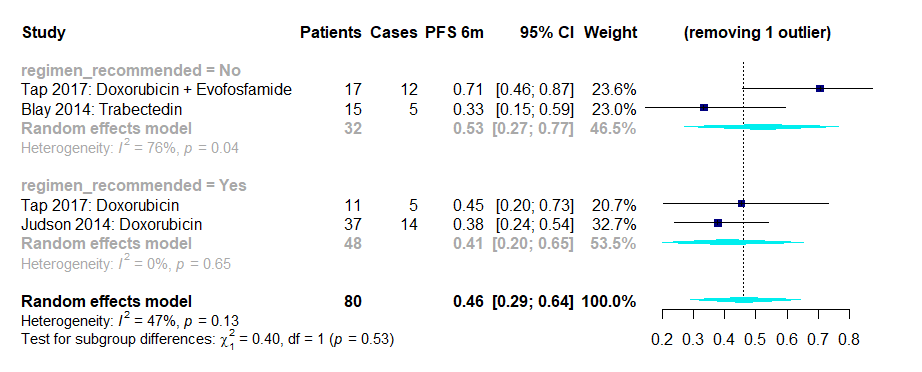 Study Patients Cases PFS 6m 95% CI Weight (removing 1 outlier)
regimen_recommended = No
Tap 2017: Doxorubicin + Evofosfamide 17 12 0.71 [0.46; 0.87] 23.6%
Blay 2014: Trabectedin 15 5 0.33 [0.15; 0.59] 23.0%
Random effects model 32 0.53 [0.27; 0.77] 46.5%
Heterogeneity: I² = 76%, p = 0.04
regimen_recommended = Yes
Tap 2017: Doxorubicin 11 5 0.45 [0.20; 0.73] 20.7%
Judson 2014: Doxorubicin 37 14 0.38 [0.24; 0.54] 32.7%
Random effects model 48 0.41 [0.20; 0.65] 53.5%
Heterogeneity: I² = 0%, p = 0.65
Random effects model 80 0.46 [0.29; 0.64] 100.0%
Heterogeneity: I² = 47%, p = 0.13
Test for subgroup differences: χ²₁ = 0.40, df = 1 (p = 0.53)
0.2 0.3 0.4 0.5 0.6 0.7 0.8